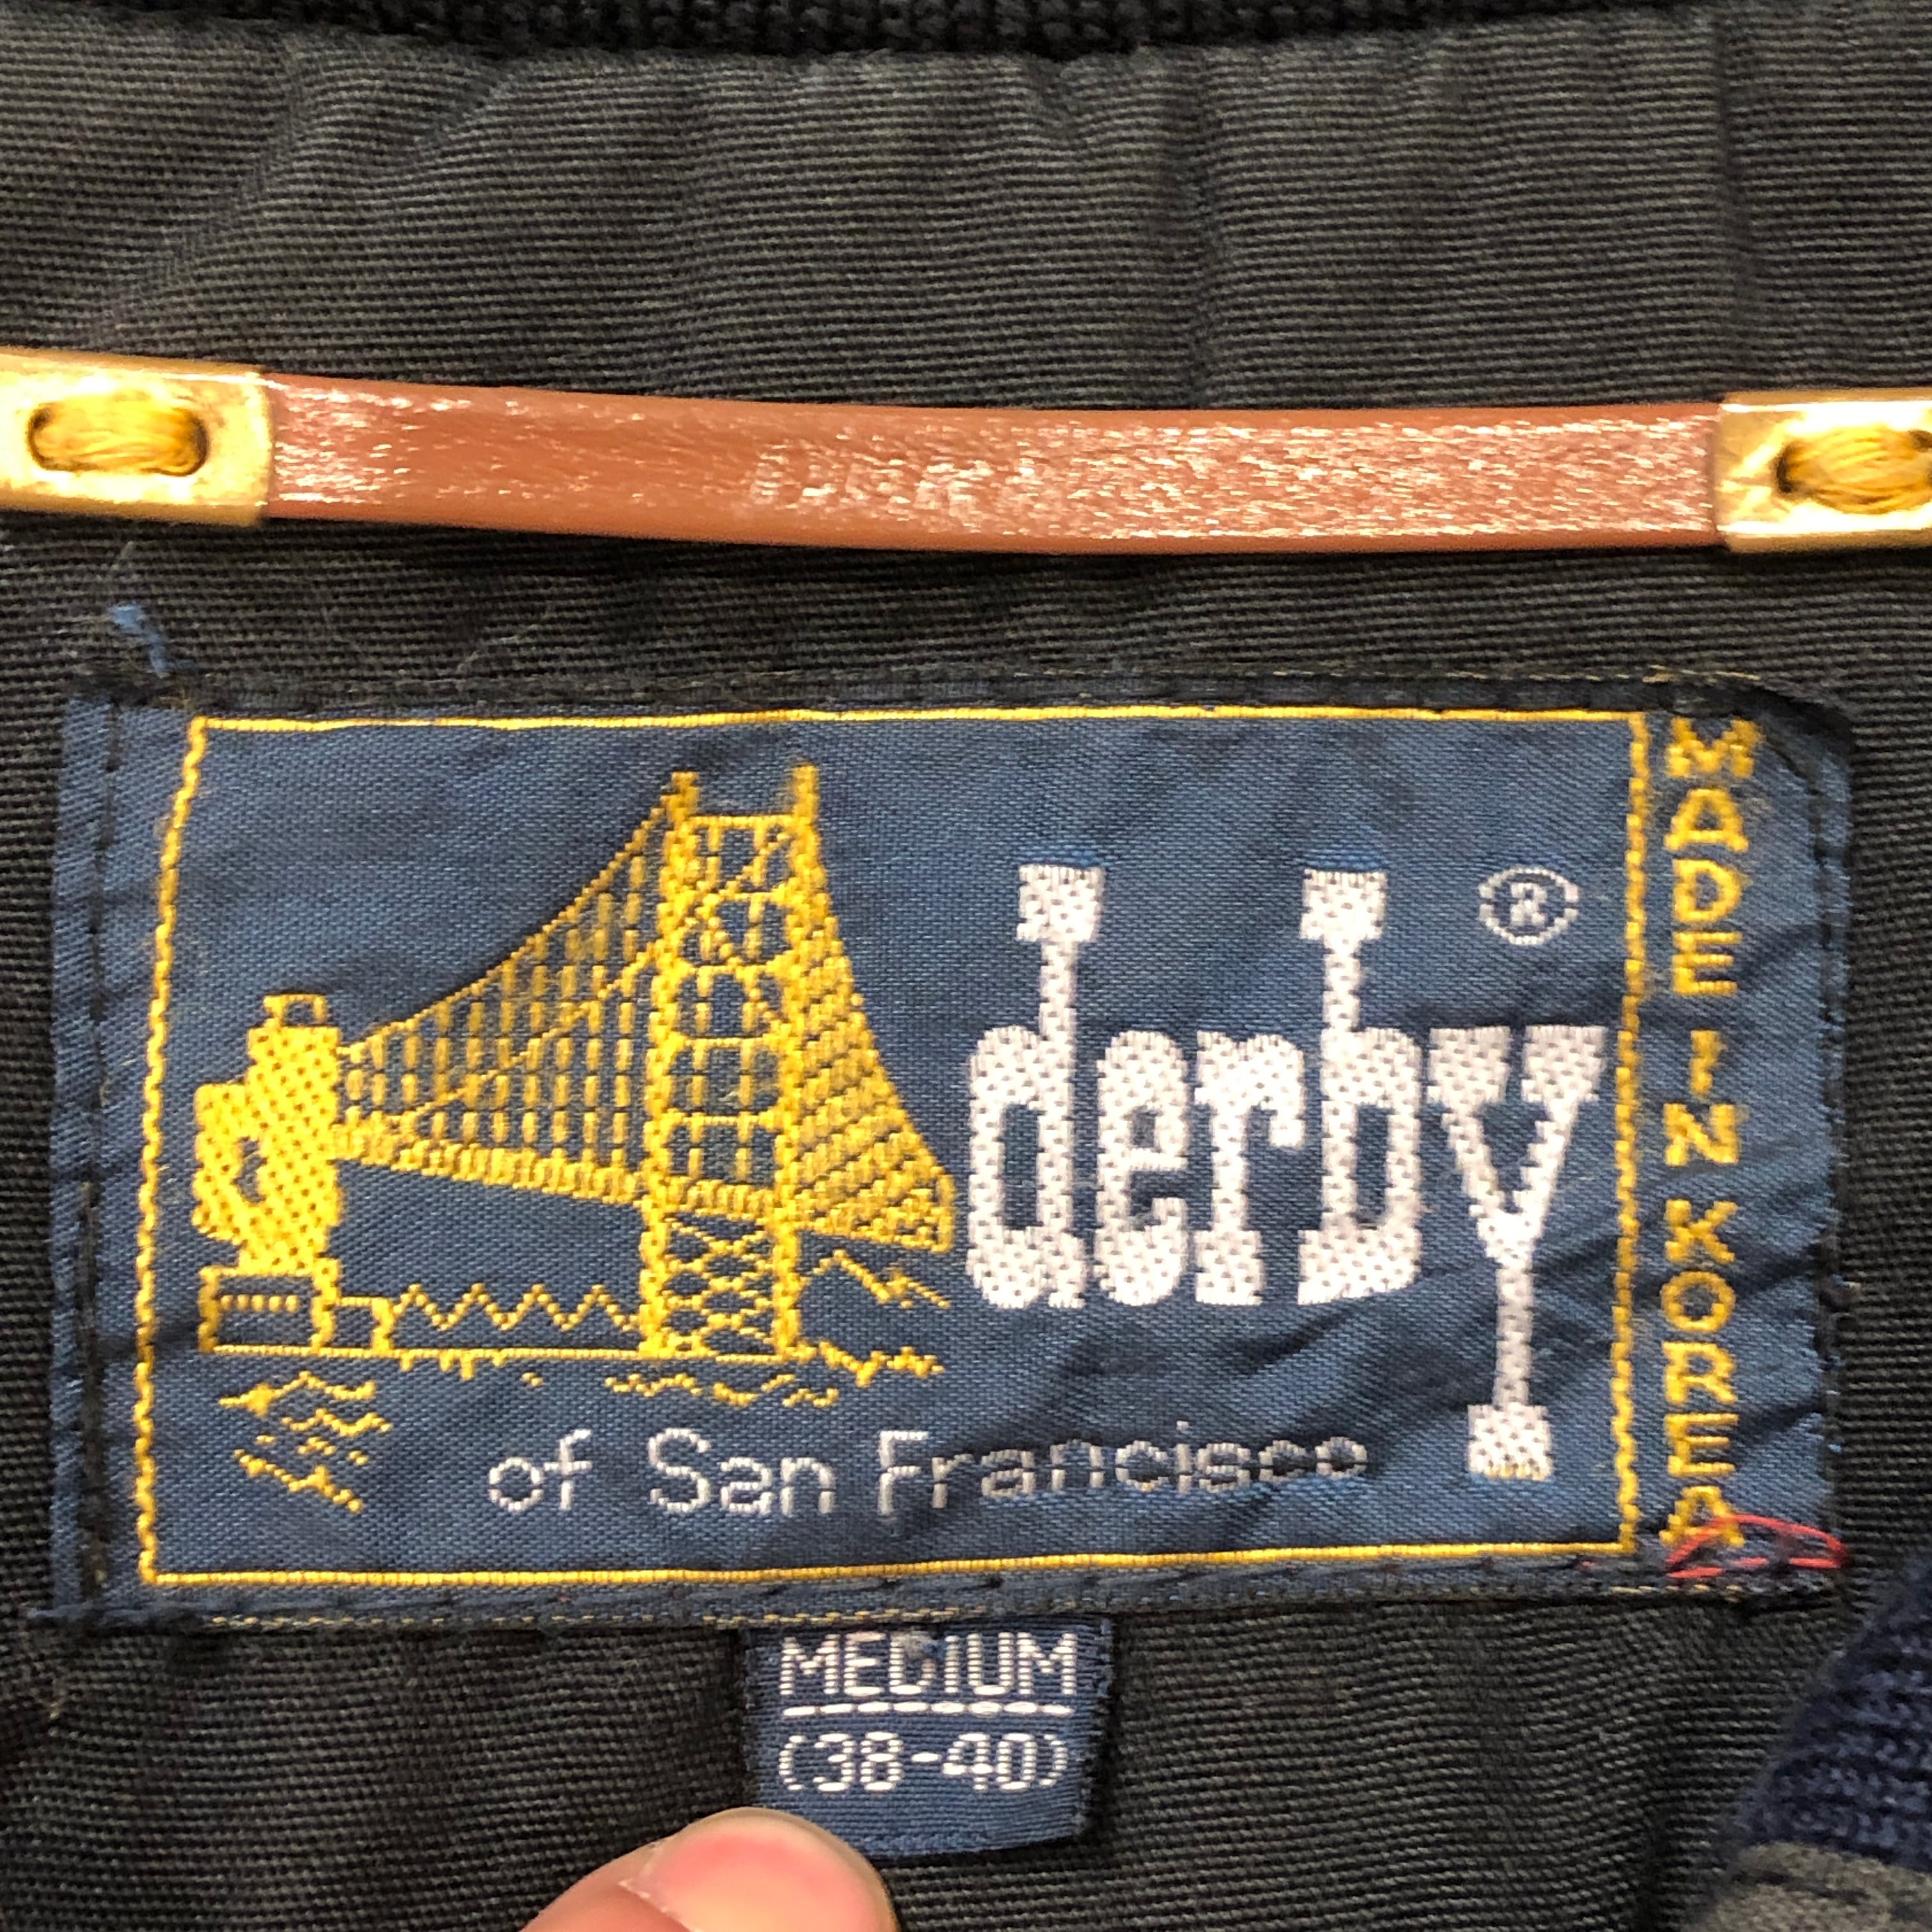 derby ®
of San Francisco
MADE IN KOREA
MEDIUM
(38-40)